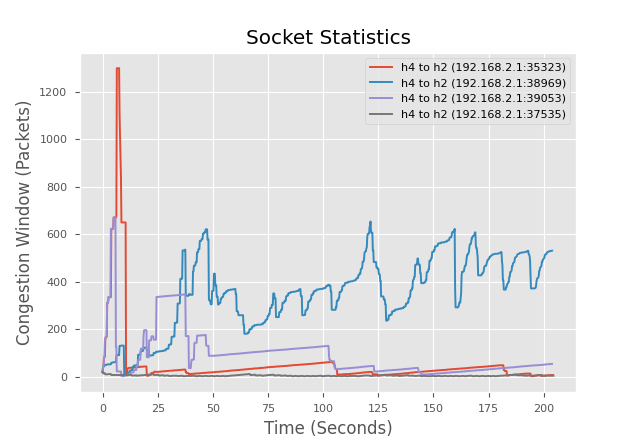 Socket Statistics
h4 to h2 (192.168.2.1:35323)
h4 to h2 (192.168.2.1:38969)
h4 to h2 (192.168.2.1:39053)
h4 to h2 (192.168.2.1:37535)
Congestion Window (Packets)
1200
1000
800
600
400
200
0
0 25 50 75 100 125 150 175 200
Time (Seconds)